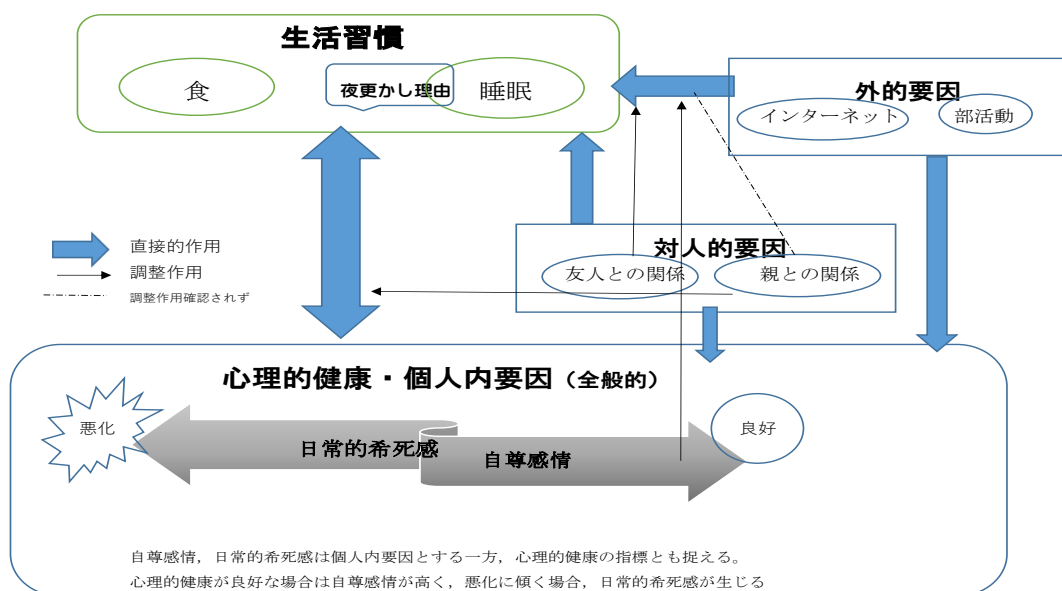 生活習慣
食
夜更かし理由
睡眠
外的要因
インターネット
部活動
直接的作用
調整作用
調整作用確認されず
対人的要因
友人との関係
親との関係
心理的健康・個人内要因（全般的）
悪化
日常的希死感
自尊感情
良好
自尊感情，日常的希死感は個人内要因とする一方，心理的健康の指標とも捉える。
心理的健康が良好な場合は自尊感情が高く，悪化に傾く場合，日常的希死感が生じる